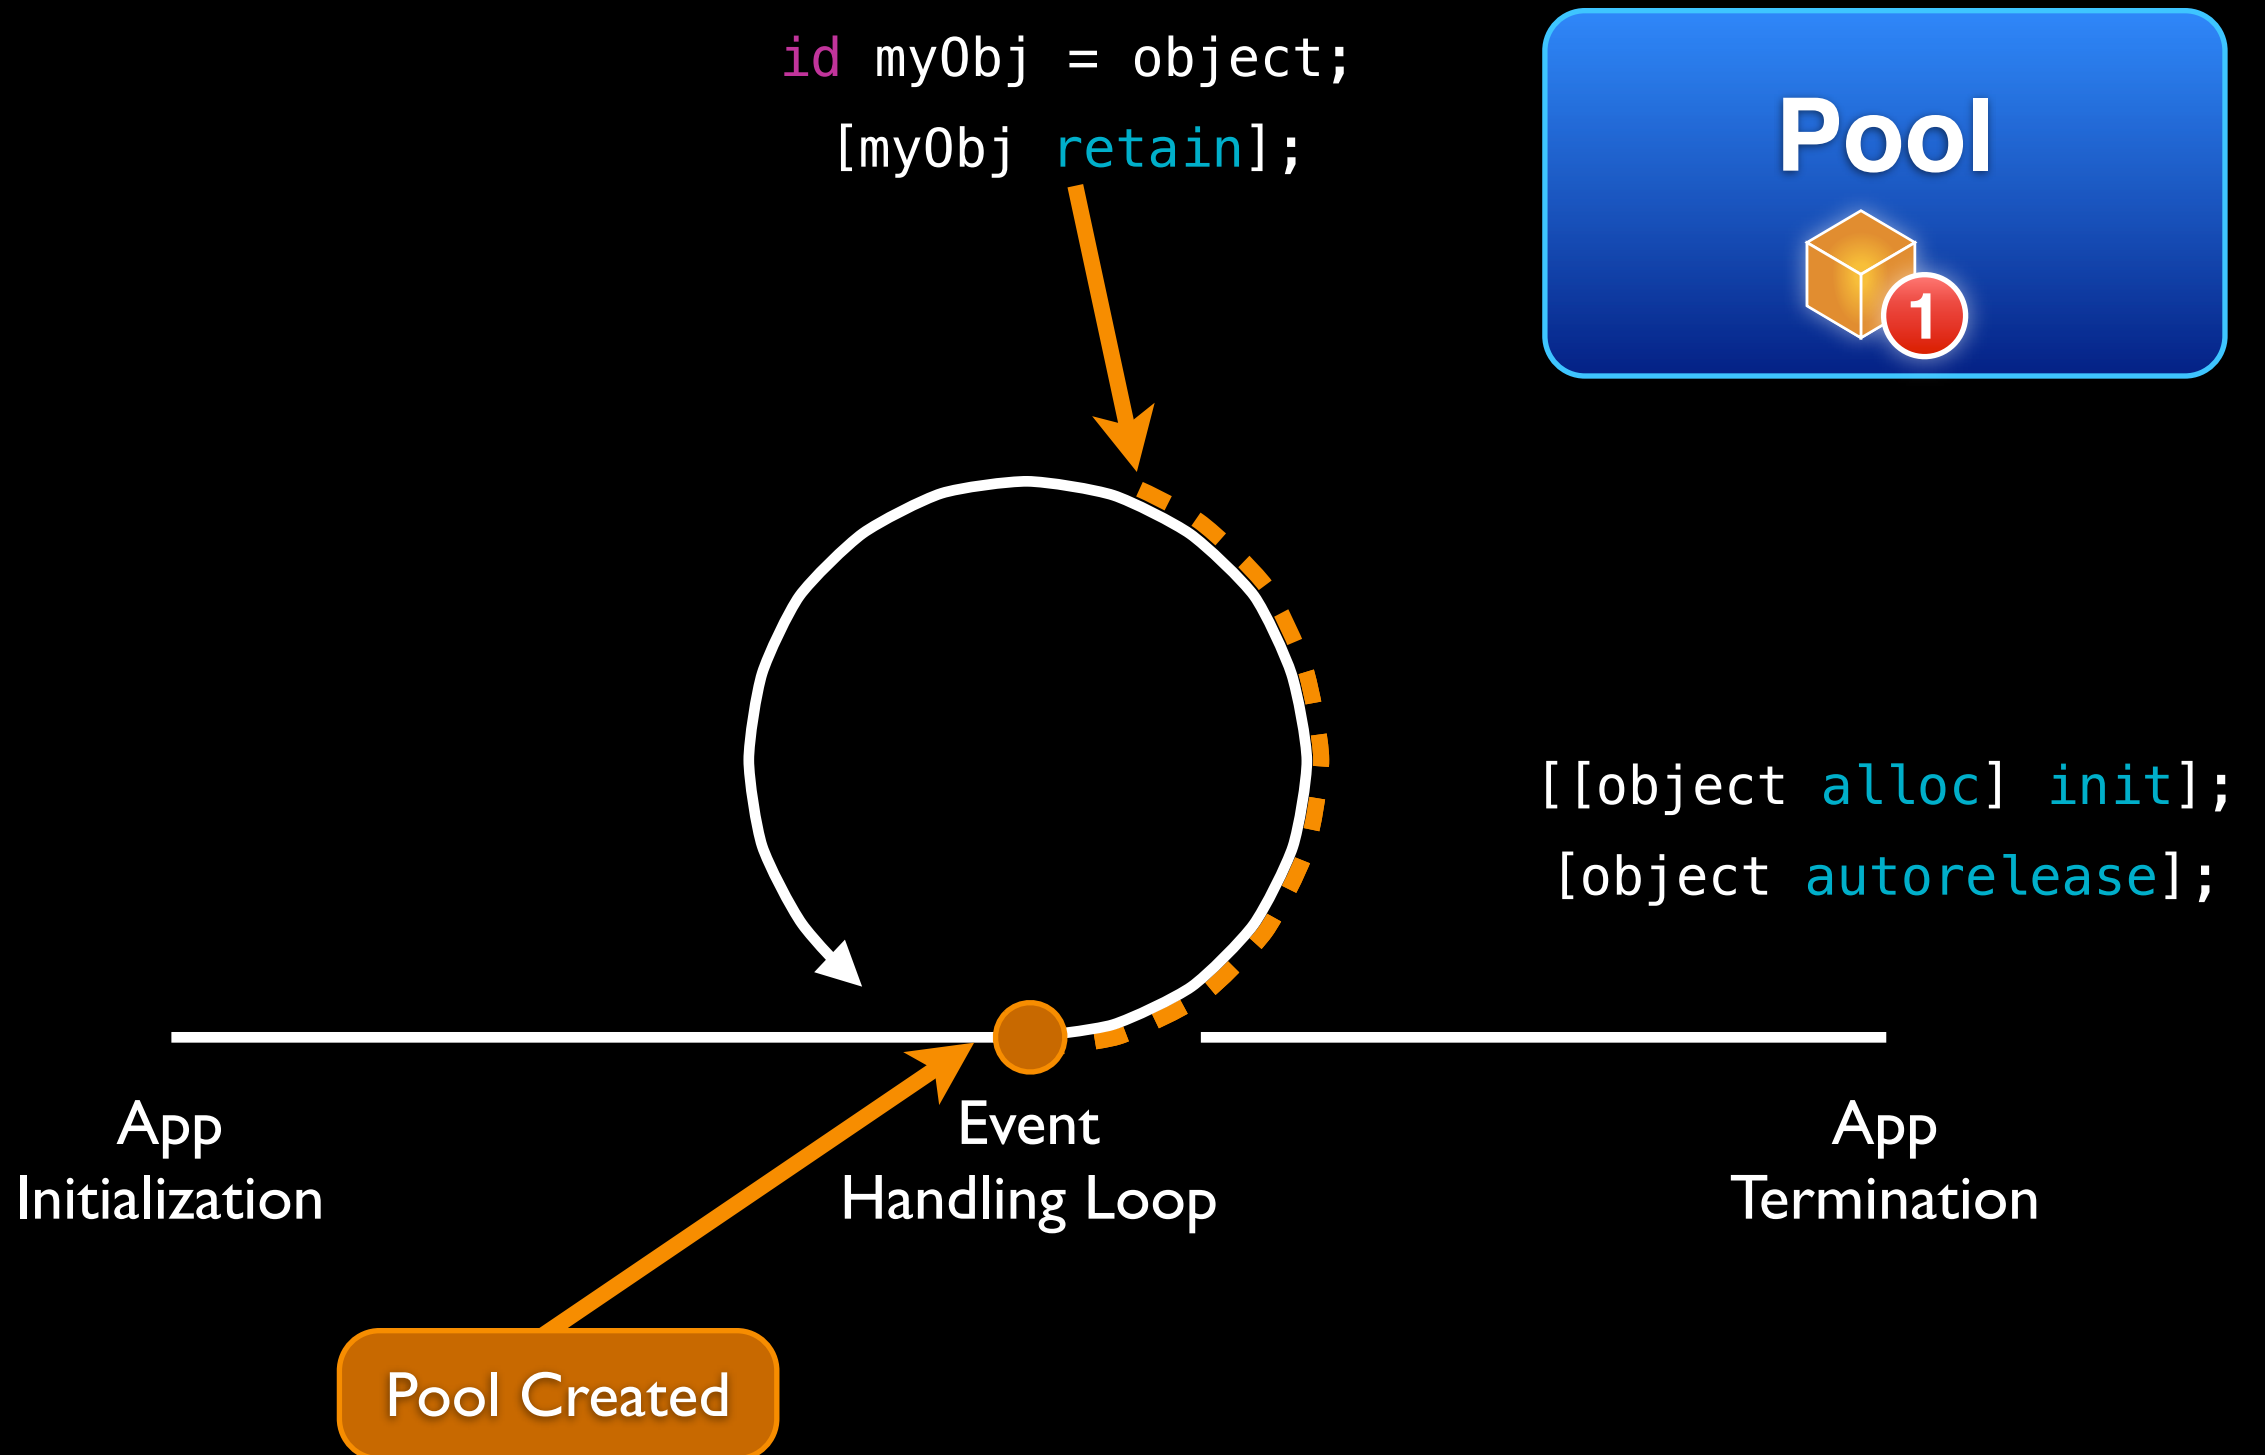 id myObj = object;
[myObj retain];
Pool
1
[[object alloc] init];
[object autorelease];
App
Initialization
Event
Handling Loop
App
Termination
Pool Created